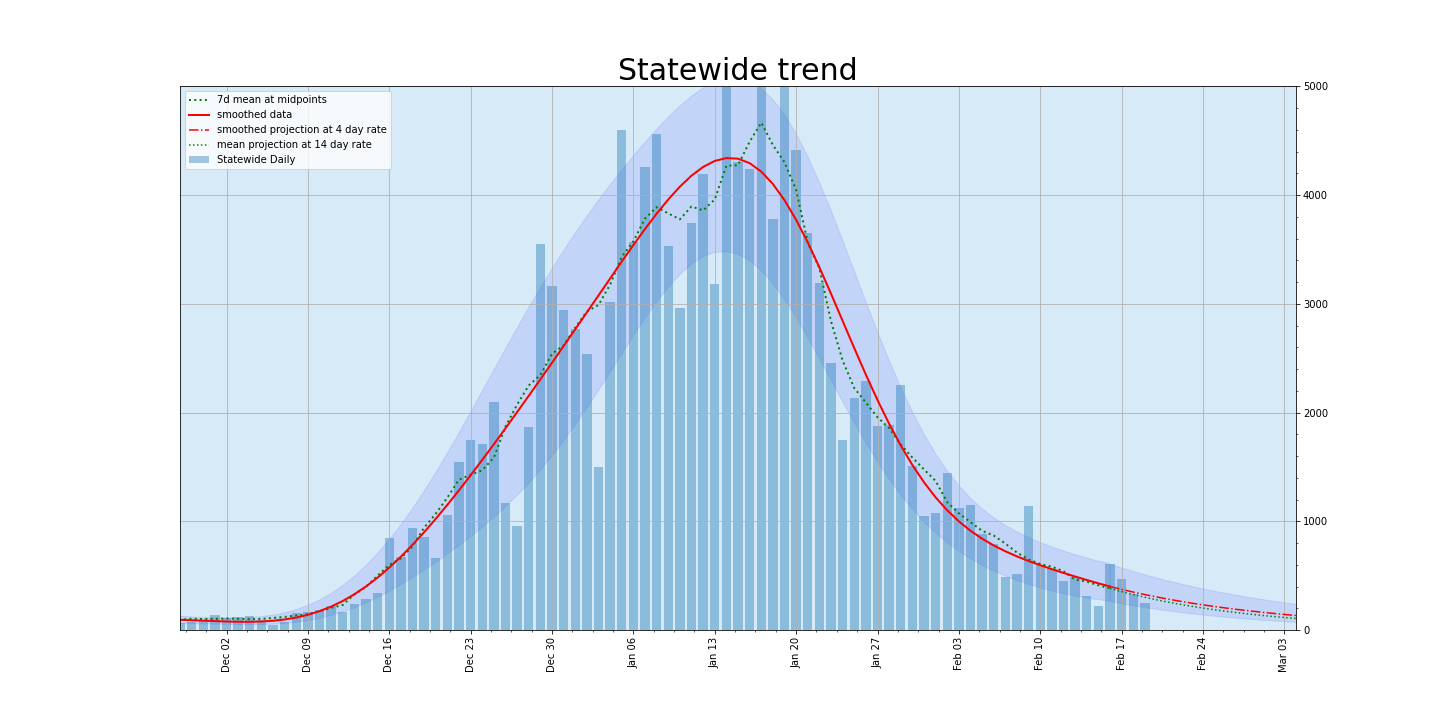 Statewide trend
7d mean at midpoints
smoothed data
smoothed projection at 4 day rate
mean projection at 14 day rate
Statewide Daily
5000
4000
3000
2000
1000
0
Dec 02
Dec 09
Dec 16
Dec 23
Dec 30
Jan 06
Jan 13
Jan 20
Jan 27
Feb 03
Feb 10
Feb 17
Feb 24
Mar 03